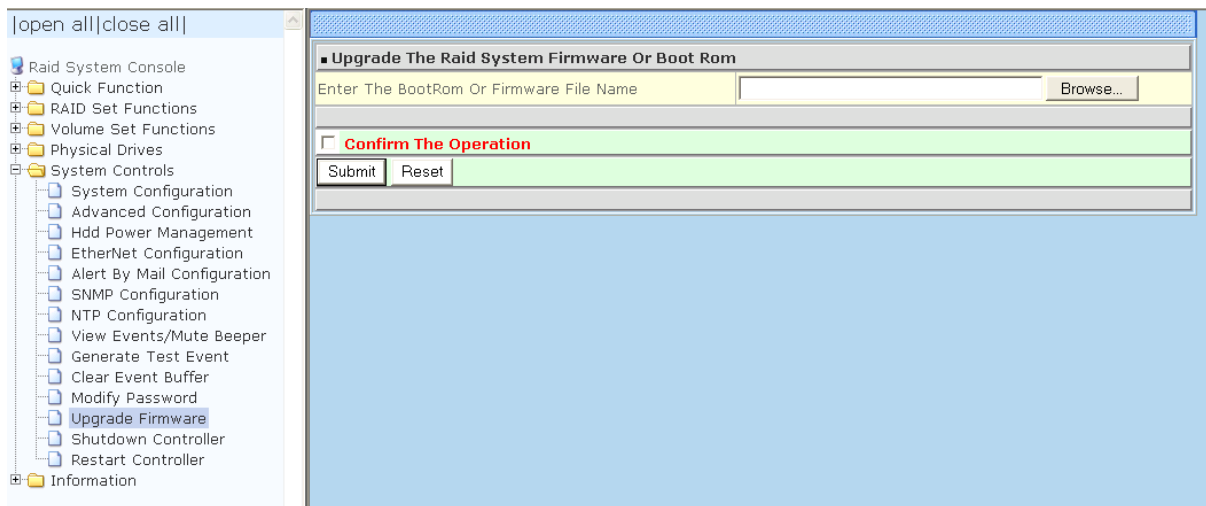 |open all|close all|
Raid System Console
Quick Function
RAID Set Functions
Volume Set Functions
Physical Drives
System Controls
System Configuration
Advanced Configuration
Hdd Power Management
EtherNet Configuration
Alert By Mail Configuration
SNMP Configuration
NTP Configuration
View Events/Mute Beeper
Generate Test Event
Clear Event Buffer
Modify Password
Upgrade Firmware
Shutdown Controller
Restart Controller
Information
Upgrade The Raid System Firmware Or Boot Rom
Enter The BootRom Or Firmware File Name Browse...
Confirm The Operation
Submit Reset